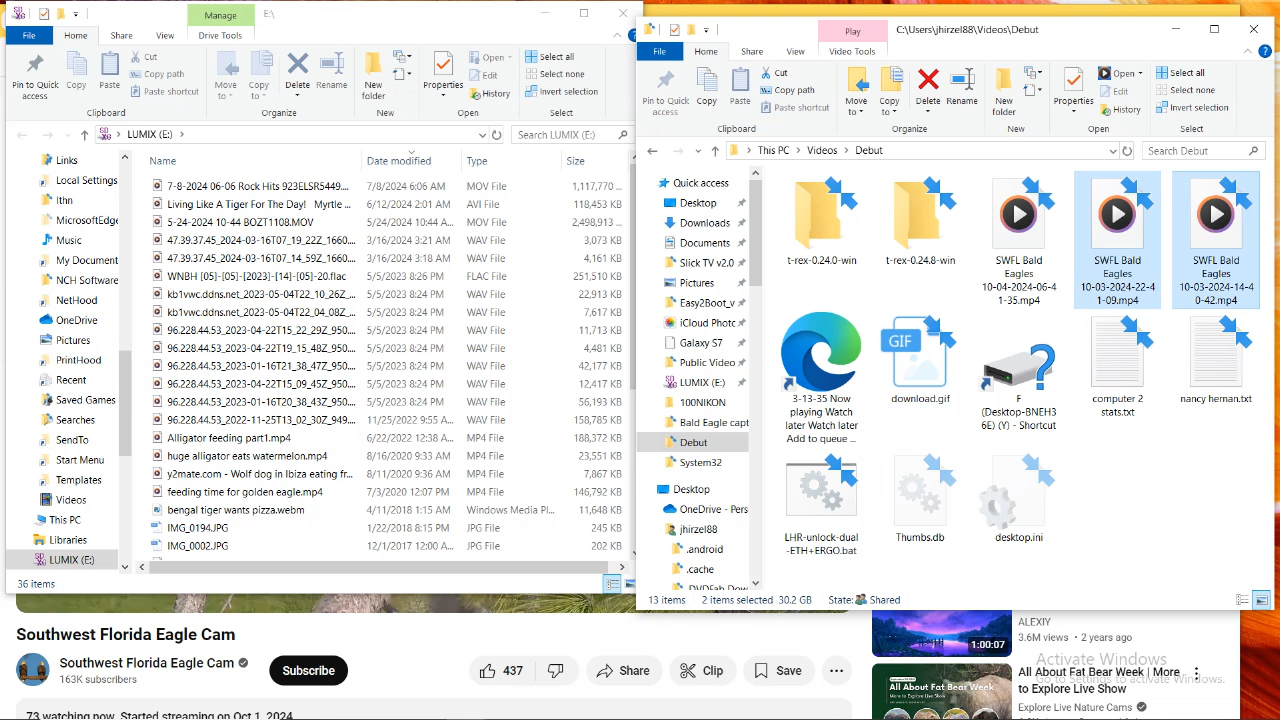 Manage E:\
File Home Share View Drive Tools
Pin to Quick access Copy Paste Cut Copy path Paste shortcut Move to Copy to Delete Rename New folder Properties Open Edit History Select all Select none Invert selection
Clipboard Organize New Open Select
LUMIX (E:) Search LUMIX (E:)
Name Date modified Type Size
Links
Local Settings
lthn
MicrosoftEdge
Music
My Document
NCH Software
NetHood
OneDrive
Pictures
PrintHood
Recent
Saved Games
Searches
SendTo
Start Menu
Templates
Videos
This PC
Libraries
LUMIX (E:)
7-8-2024 06-06 Rock Hits 923ELSR5449.... 7/8/2024 6:06 AM MOV File 1,117,770 ...
Living Like A Tiger For The Day! Myrtle ... 6/12/2024 2:01 AM AVI File 118,453 KB
5-24-2024 10-44 BOZT1108.MOV 5/24/2024 10:44 A... MOV File 2,498,913 ...
47.39.37.45_2024-03-16T07_19_22Z_1660.... 3/16/2024 3:21 AM WAV File 3,073 KB
47.39.37.45_2024-03-16T07_14_59Z_1660.... 3/16/2024 3:18 AM WAV File 4,161 KB
WNBH [05]-[05]-[2023]-[14]-[05]-20.flac 5/5/2023 8:26 PM FLAC File 251,510 KB
kb1vwc.ddns.net_2023-05-04T22_10_26Z_... 5/5/2023 8:24 PM WAV File 22,913 KB
kb1vwc.ddns.net_2023-05-04T22_04_08Z_... 5/5/2023 8:24 PM WAV File 7,617 KB
96.228.44.53_2023-04-22T15_22_29Z_950... 5/5/2023 8:24 PM WAV File 11,713 KB
96.228.44.53_2023-04-22T15_19_48Z_950... 5/5/2023 8:24 PM WAV File 4,481 KB
96.228.44.53_2023-01-16T21_38_47Z_963... 5/5/2023 8:24 PM WAV File 42,177 KB
96.228.44.53_2023-04-22T15_09_45Z_950... 5/5/2023 8:24 PM WAV File 12,417 KB
96.228.44.53_2023-01-16T20_38_47Z_963... 5/5/2023 8:24 PM WAV File 56,193 KB
96.228.44.53_2022-11-25T13_02_30Z_949.... 11/25/2022 9:55 A... WAV File 158,785 KB
Alligator feeding part1.mp4 6/22/2022 12:38 A... MP4 File 188,372 KB
huge alligator eats watermelon.mp4 8/16/2020 9:33 AM MP4 File 23,551 KB
y2mate.com - Wolf dog in Ibiza eating fr... 8/11/2020 9:36 AM MP4 File 7,867 KB
feeding time for golden eagle.mp4 7/3/2020 12:07 PM MP4 File 146,792 KB
bengal tiger wants pizza.webm 4/11/2018 1:15 AM Windows Media Pl... 11,648 KB
IMG_0194.JPG 1/22/2018 8:15 PM JPG File 245 KB
IMG_0002.JPG 12/1/2017 12:00 A... JPG File 202 KB
36 items
Play C:\Users\jhirzel88\Videos\Debut
File Home Share View Video Tools
Pin to Quick access Copy Paste Cut Copy path Paste shortcut Move to Copy to Delete Rename New folder Properties Open Edit History Select all Select none Invert selection
Clipboard Organize New Open Select
This PC Videos Debut Search Debut
Quick access
Desktop
Downloads
Documents
Slick TV v2.0
Pictures
Easy2Boot_v
iCloud Photo
Galaxy S7
Public Video
LUMIX (E:)
100NIKON
Bald Eagle capt
Debut
System32
Desktop
OneDrive - Pers
jhirzel88
.android
.cache
.DVDFab Down
t-rex-0.24.0-win
t-rex-0.24.8-win
SWFL Bald Eagles 10-04-2024-06-41-35.mp4
SWFL Bald Eagles 10-03-2024-22-41-09.mp4
SWFL Bald Eagles 10-03-2024-14-40-42.mp4
GIF
3-13-35 Now playing Watch later Watch later Add to queue ...
download.gif
F (Desktop-BNEH36E) (Y) - Shortcut
computer 2 stats.txt
nancy hernan.txt
LHR-unlock-dual-ETH+ERGO.bat
Thumbs.db
desktop.ini
13 items 2 items selected 30.2 GB State: Shared
Southwest Florida Eagle Cam
Southwest Florida Eagle Cam
163K subscribers
Subscribe
437 Share Clip Save
73 watching now Started streaming on Oct 1, 2024
1:00:07
ALEXIY
3.6M views • 2 years ago
All About Fat Bear Week | More to Explore Live Show
Explore Live Nature Cams
All About Fat Bear Week
Activate Windows
Go to Settings to activate Windows.